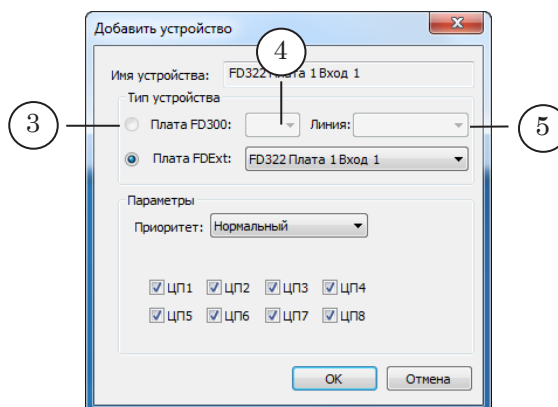 Добавить устройство
4
Имя устройства: FD322 Плата 1 Вход 1
Тип устройства
3
Плата FD300: Линия:
5
Плата FDExt: FD322 Плата 1 Вход 1
Параметры
Приоритет: Нормальный
ЦП1 ЦП2 ЦП3 ЦП4
ЦП5 ЦП6 ЦП7 ЦП8
OK Отмена